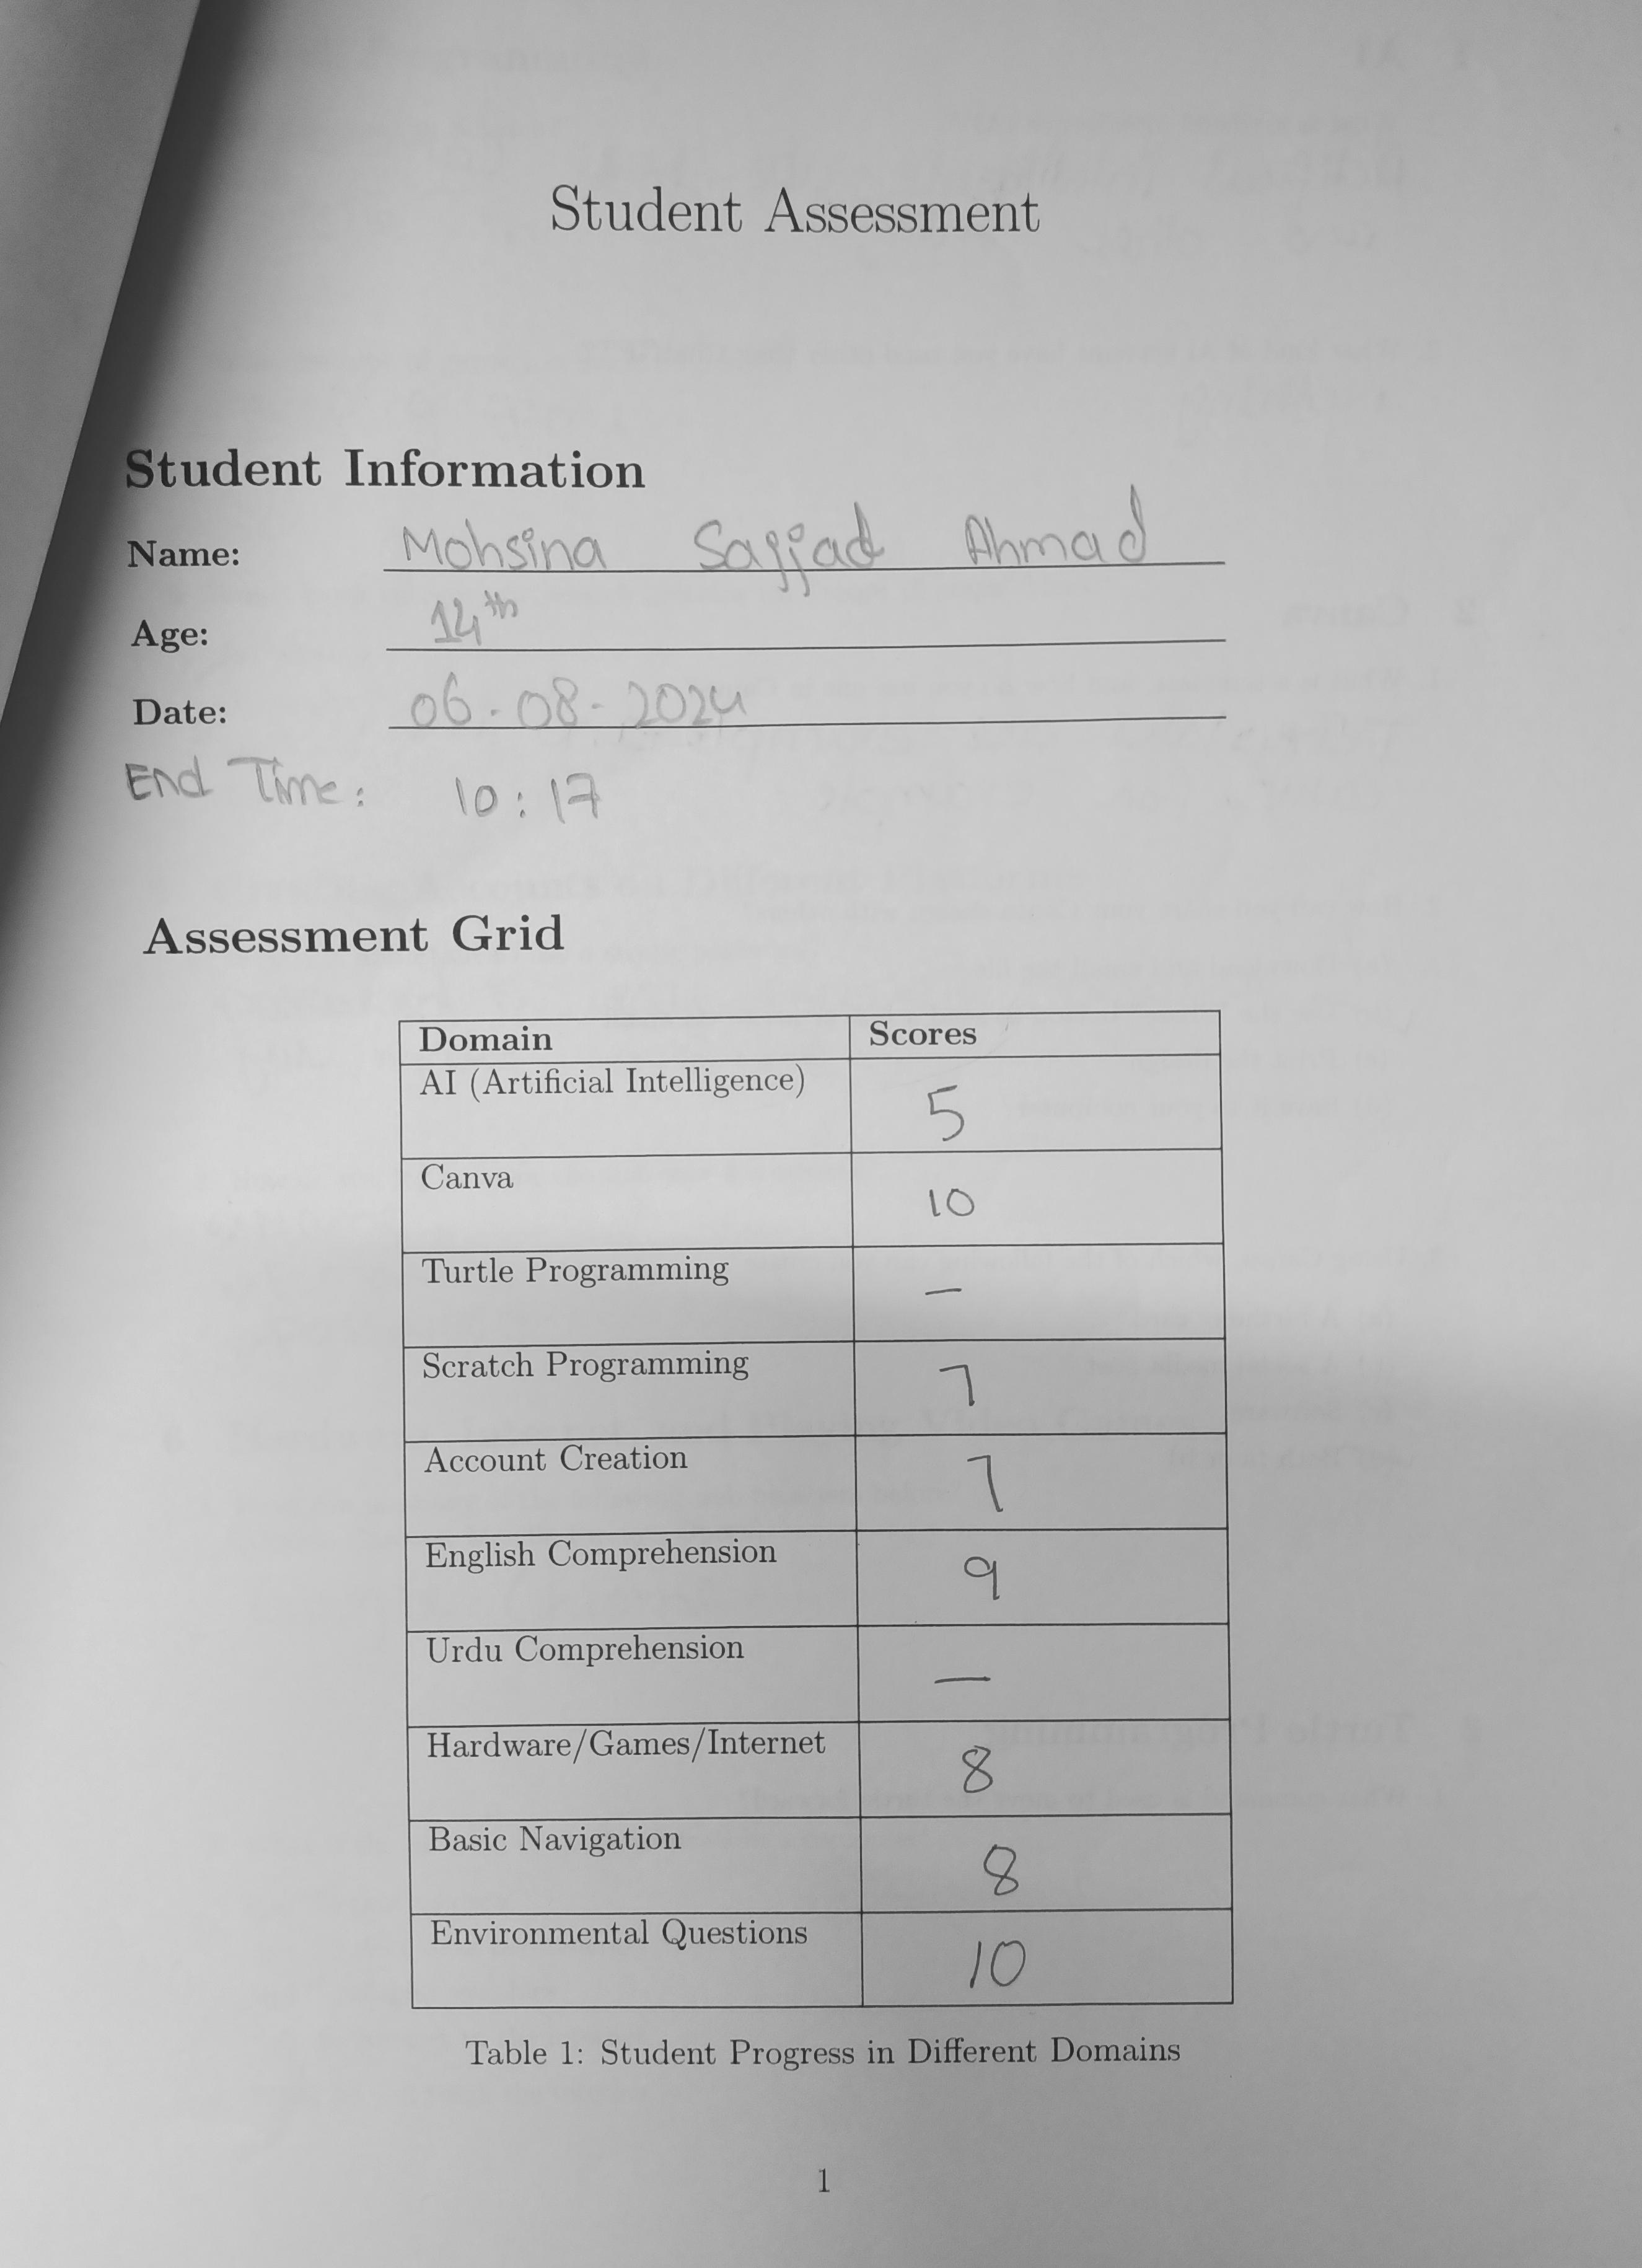 Student Assessment
Student Information
Name: Mohsina Sajjad Ahmad
Age: 14th
Date: 06-08-2024
End Time: 10:17
Assessment Grid
Domain Scores
AI (Artificial Intelligence) 5
Canva 10
Turtle Programming —
Scratch Programming 7
Account Creation 7
English Comprehension 9
Urdu Comprehension —
Hardware/Games/Internet 8
Basic Navigation 8
Environmental Questions 10
Table 1: Student Progress in Different Domains
1